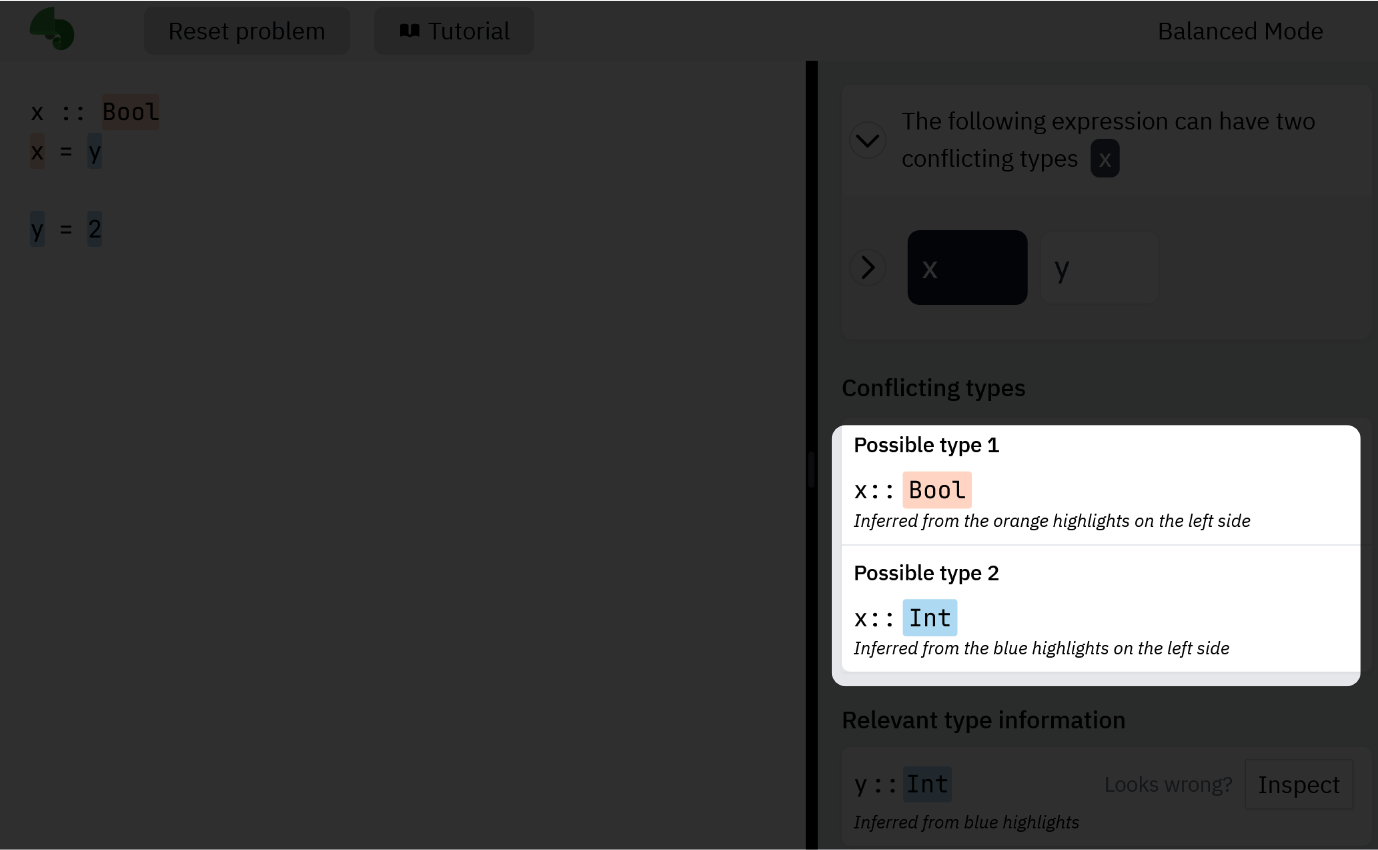 Reset problem
Tutorial
Balanced Mode
x :: Bool
x = y
y = 2
The following expression can have two
conflicting types x
x
y
Conflicting types
Possible type 1
x:: Bool
Inferred from the orange highlights on the left side
Possible type 2
x:: Int
Inferred from the blue highlights on the left side
Relevant type information
y:: Int
Looks wrong?
Inspect
Inferred from blue highlights